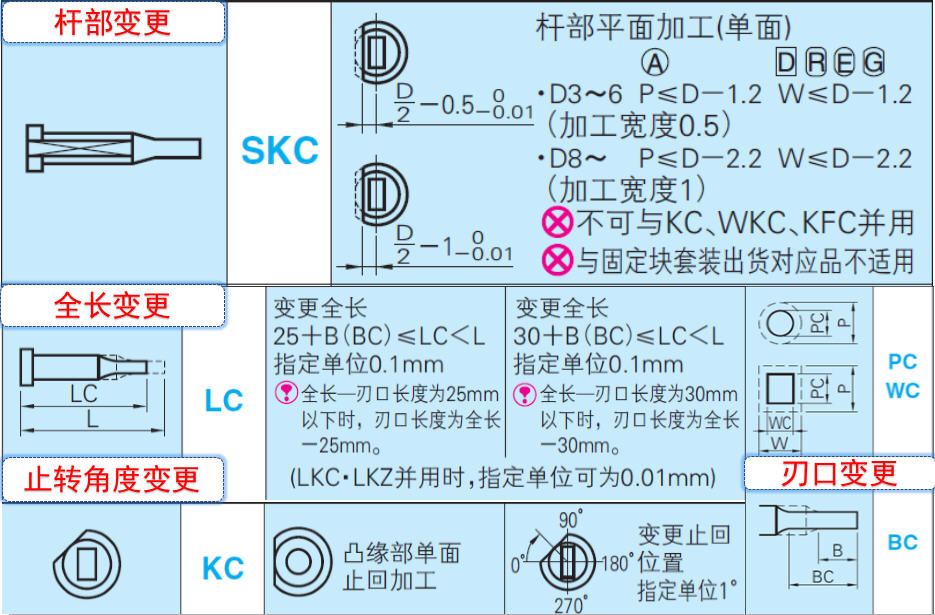 杆部变更
SKC
D/2－0.5 0 －0.01
D/2－1 0 －0.01
杆部平面加工(单面)
Ⓐ D R E G
・D3～6 P≤D－1.2 W≤D－1.2
（加工宽度0.5）
・D8～ P≤D－2.2 W≤D－2.2
（加工宽度1）
不可与KC、WKC、KFC并用
与固定块套装出货对应品不适用
全长变更
LC
L
LC
变更全长
25＋B(BC)≤LC＜L
指定单位0.1mm
全长—刃口长度为25mm
以下时，刃口长度为全长
－25mm。
变更全长
30＋B(BC)≤LC＜L
指定单位0.1mm
全长—刃口长度为30mm
以下时，刃口长度为全长
－30mm。
(LKC・LKZ并用时,指定单位可为0.01mm)
PC P
PC P
WC
W
PC
WC
止转角度变更
KC
凸缘部单面
止回加工
90°
0° 180°
270°
变更止回
位置
指定单位1°
刃口变更
B
BC
BC